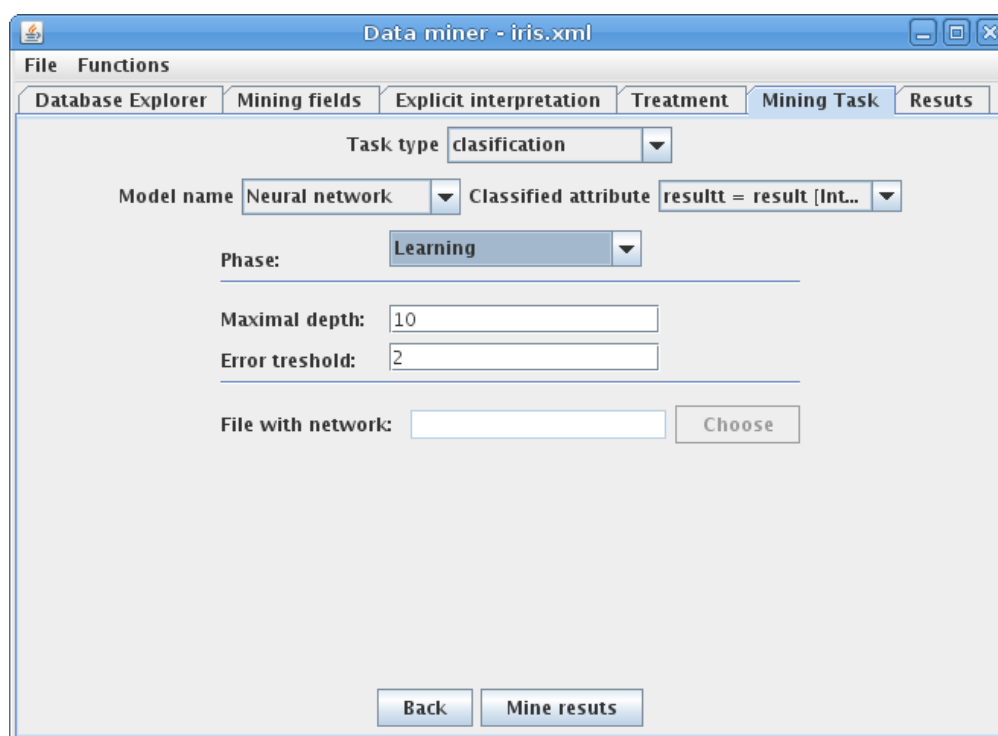 Data miner - iris.xml
File Functions
Database Explorer Mining fields Explicit interpretation Treatment Mining Task Resuts
Task type clasification
Model name Neural network Classified attribute resultt = result [Int...
Phase: Learning
Maximal depth: 10
Error treshold: 2
File with network: Choose
Back Mine resuts